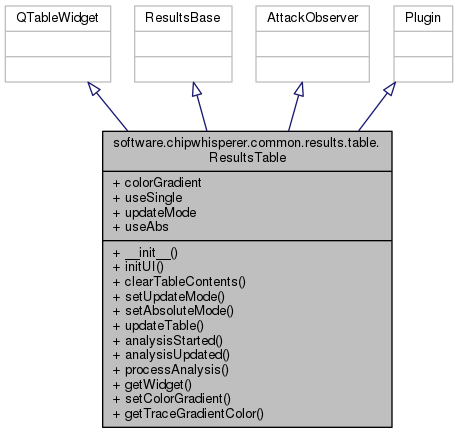 QTableWidget
ResultsBase
AttackObserver
Plugin
software.chipwhisperer.common.results.table.
ResultsTable
+ colorGradient
+ useSingle
+ updateMode
+ useAbs
+ __init__()
+ initUI()
+ clearTableContents()
+ setUpdateMode()
+ setAbsoluteMode()
+ updateTable()
+ analysisStarted()
+ analysisUpdated()
+ processAnalysis()
+ getWidget()
+ setColorGradient()
+ getTraceGradientColor()